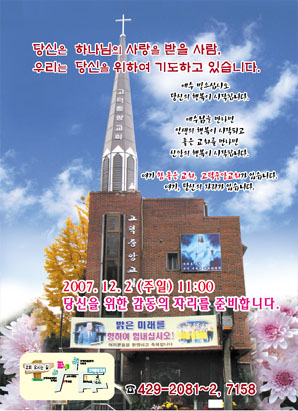 당신은 하나님의 사랑을 받을 사람,
우리는 당신을 위하여 기도하고 있습니다.
예수 믿으십시오
당신의 행복이 시작됩니다.
예수님을 만나면
인생의 행복이 시작되고
좋은 교회를 만나면
신앙의 행복이 시작됩니다.
여기 참 좋은 교회, 고덕중앙교회가 있습니다.
여기, 당신의 자리가 있습니다.
고덕중앙교회
고덕중앙교
2007. 12. 2 (주일) 11:00
당신을 위한 감동의 자리를 준비합니다.
밝은 미래를
향하여 힘내십시오!
☎429-2081~2, 7158